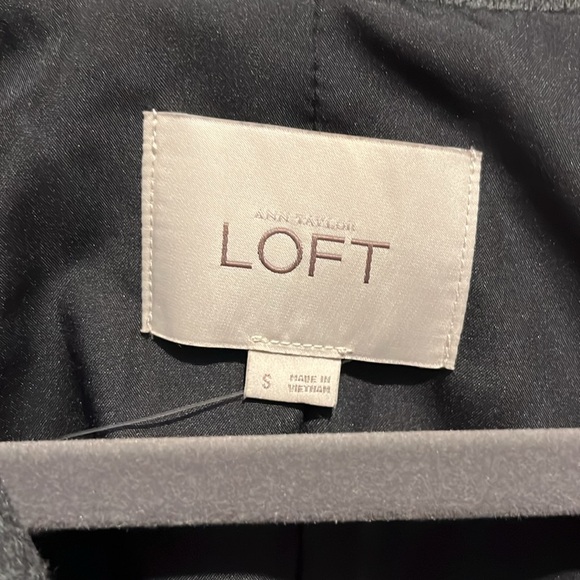 ANN TAYLOR
LOFT
S
MADE IN
VIETNAM